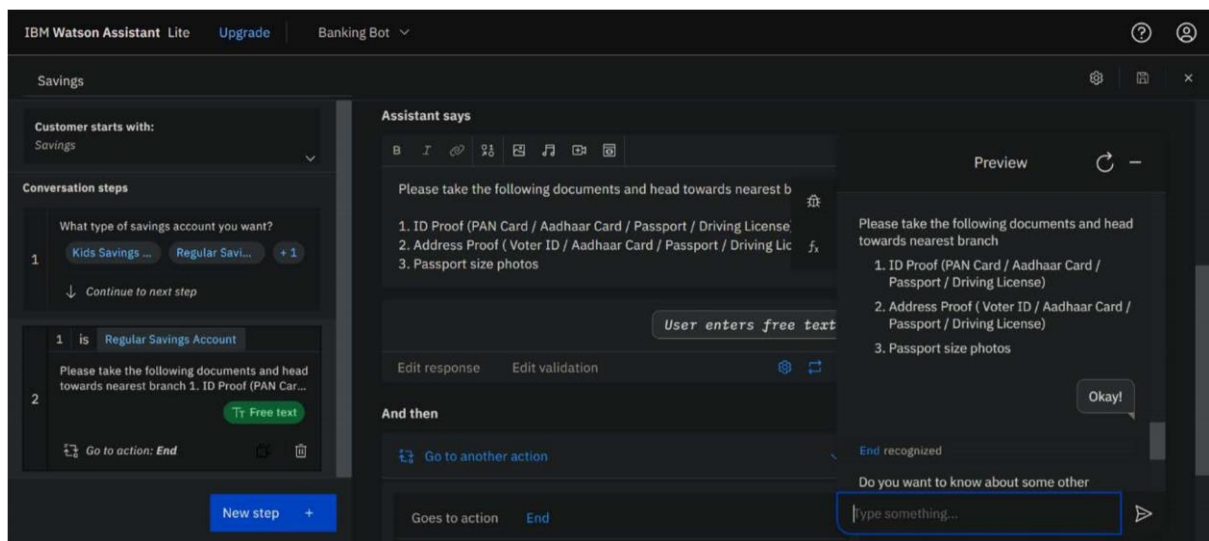 IBM Watson Assistant Lite Upgrade Banking Bot
Savings
Customer starts with:
Savings
Conversation steps
1
What type of savings account you want?
Kids Savings ... Regular Savi... + 1
Continue to next step
2
1 is Regular Savings Account
Please take the following documents and head
towards nearest branch 1. ID Proof (PAN Car...
Free text
Go to action: End
New step +
Assistant says
B I
Please take the following documents and head towards nearest b
1. ID Proof (PAN Card / Aadhaar Card / Passport / Driving License
2. Address Proof ( Voter ID / Aadhaar Card / Passport / Driving Lic
3. Passport size photos
User enters free text
Edit response Edit validation
And then
Go to another action
Goes to action End
fx
Preview
Please take the following documents and head
towards nearest branch
1. ID Proof (PAN Card / Aadhaar Card /
Passport / Driving License)
2. Address Proof ( Voter ID / Aadhaar Card /
Passport / Driving License)
3. Passport size photos
Okay!
End recognized
Do you want to know about some other
Type something...